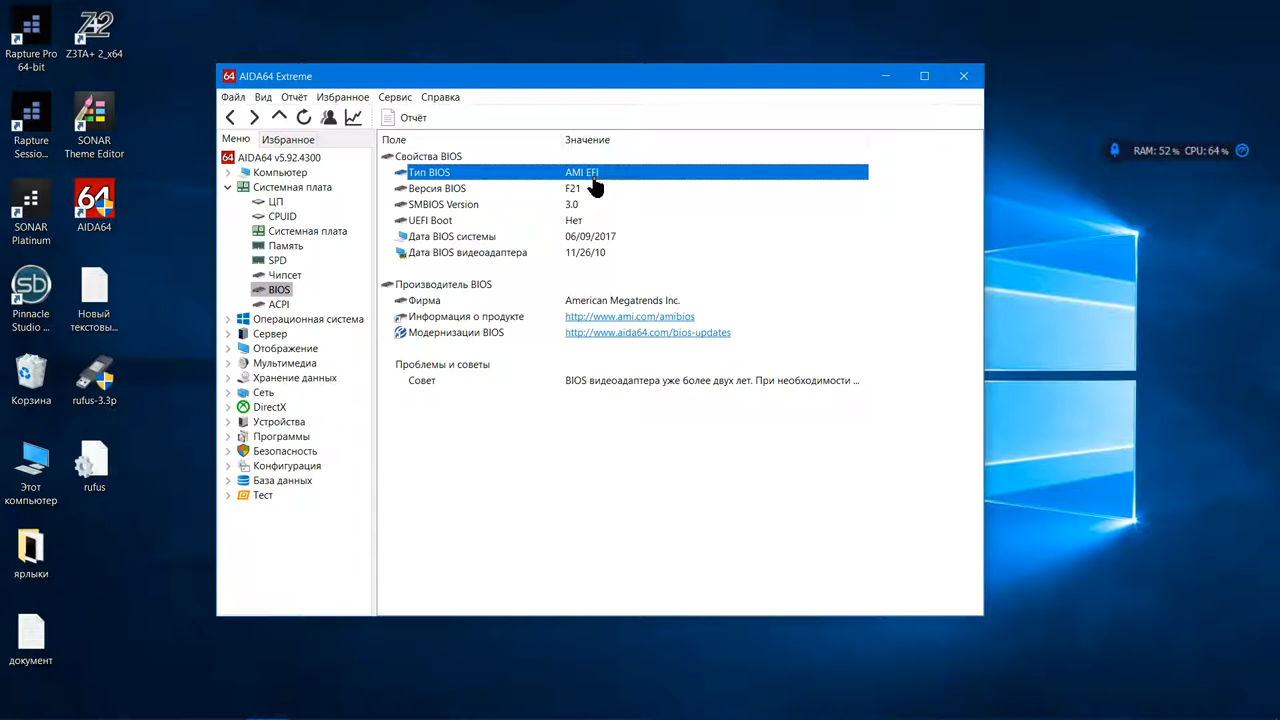 Rapture Pro 64-bit
Z3TA+ 2_x64
Rapture Sessio...
SONAR Theme Editor
SONAR Platinum
AIDA64
Pinnacle Studio ...
Новый текстовы...
Корзина
rufus-3.3p
Этот компьютер
rufus
ярлыки
документ
64 AIDA64 Extreme
Файл Вид Отчёт Избранное Сервис Справка
Отчёт
Меню Избранное
64 AIDA64 v5.92.4300
Компьютер
Системная плата
ЦП
CPUID
Системная плата
Память
SPD
Чипсет
BIOS
ACPI
Операционная система
Сервер
Отображение
Мультимедиа
Хранение данных
Сеть
DirectX
Устройства
Программы
Безопасность
Конфигурация
База данных
Тест
Поле Значение
Свойства BIOS
Тип BIOS AMI EFI
Версия BIOS F21
SMBIOS Version 3.0
UEFI Boot Нет
Дата BIOS системы 06/09/2017
Дата BIOS видеоадаптера 11/26/10
Производитель BIOS
Фирма American Megatrends Inc.
Информация о продукте http://www.ami.com/amibios
Модернизации BIOS http://www.aida64.com/bios-updates
Проблемы и советы
Совет BIOS видеоадаптера уже более двух лет. При необходимости ...
RAM: 52 % CPU: 64 %